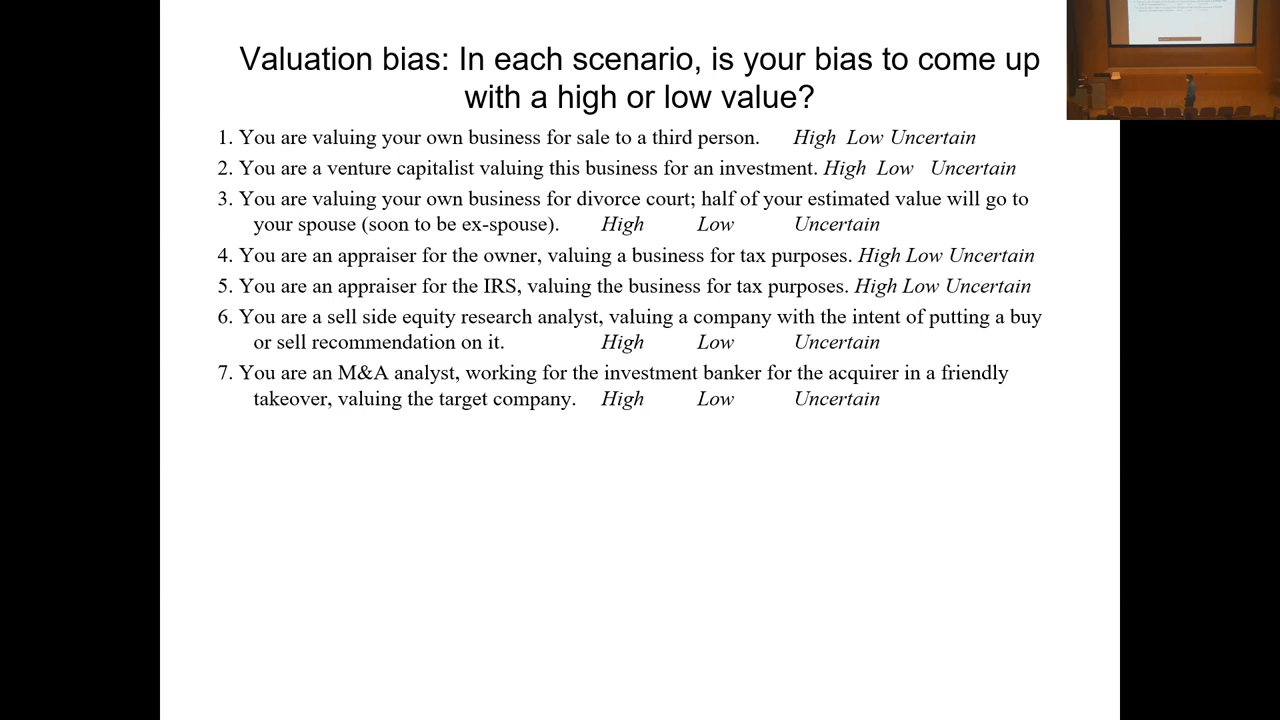 Valuation bias: In each scenario, is your bias to come up
with a high or low value?
1. You are valuing your own business for sale to a third person. High Low Uncertain
2. You are a venture capitalist valuing this business for an investment. High Low Uncertain
3. You are valuing your own business for divorce court; half of your estimated value will go to
your spouse (soon to be ex-spouse). High Low Uncertain
4. You are an appraiser for the owner, valuing a business for tax purposes. High Low Uncertain
5. You are an appraiser for the IRS, valuing the business for tax purposes. High Low Uncertain
6. You are a sell side equity research analyst, valuing a company with the intent of putting a buy
or sell recommendation on it. High Low Uncertain
7. You are an M&A analyst, working for the investment banker for the acquirer in a friendly
takeover, valuing the target company. High Low Uncertain